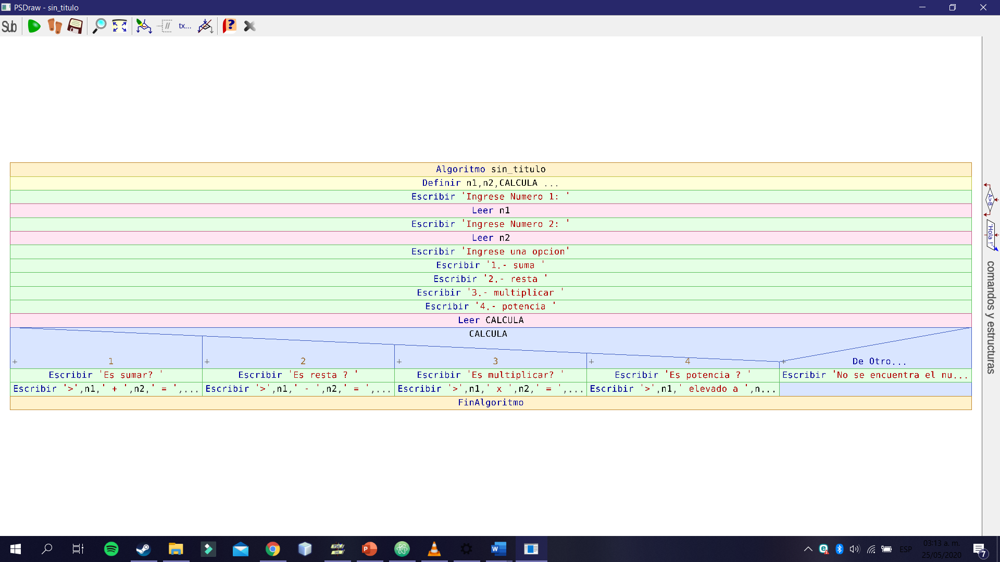 PSDraw - sin_titulo
Sub
tx...
Algoritmo sin_titulo
Definir n1,n2,CALCULA ...
Escribir 'Ingrese Numero 1: '
Leer n1
Escribir 'Ingrese Numero 2: '
Leer n2
Escribir 'Ingrese una opcion'
Escribir '1.- suma '
Escribir '2.- resta '
Escribir '3.- multiplicar '
Escribir '4.- potencia '
Leer CALCULA
CALCULA
+ 1 + 2 + 3 + 4 + De Otro...
Escribir 'Es sumar? ' Escribir 'Es resta ? ' Escribir 'Es multiplicar? ' Escribir 'Es potencia ? ' Escribir 'No se encuentra el nu...
Escribir '>',n1,' + ',n2,' = ',... Escribir '>',n1,' - ',n2,' = ',... Escribir '>',n1,' x ',n2,' = ',... Escribir '>',n1,' elevado a ',n...
FinAlgoritmo
A>B
'Hola !'
comandos y estructuras
ESP
03:13 a. m.
25/05/2020
7